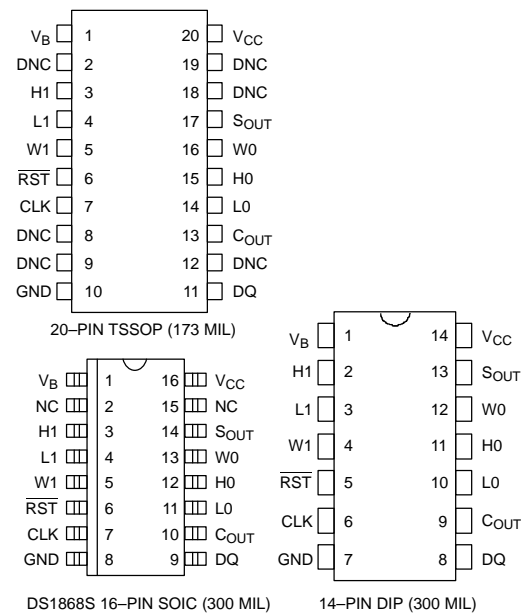 VB 1 20 VCC
DNC 2 19 DNC
H1 3 18 DNC
L1 4 17 SOUT
W1 5 16 W0
RST 6 15 H0
CLK 7 14 L0
DNC 8 13 COUT
DNC 9 12 DNC
GND 10 11 DQ
20–PIN TSSOP (173 MIL)
VB 1 16 VCC
NC 2 15 NC
H1 3 14 SOUT
L1 4 13 W0
W1 5 12 H0
RST 6 11 L0
CLK 7 10 COUT
GND 8 9 DQ
DS1868S 16–PIN SOIC (300 MIL)
VB 1 14 VCC
H1 2 13 SOUT
L1 3 12 W0
W1 4 11 H0
RST 5 10 L0
CLK 6 9 COUT
GND 7 8 DQ
14–PIN DIP (300 MIL)